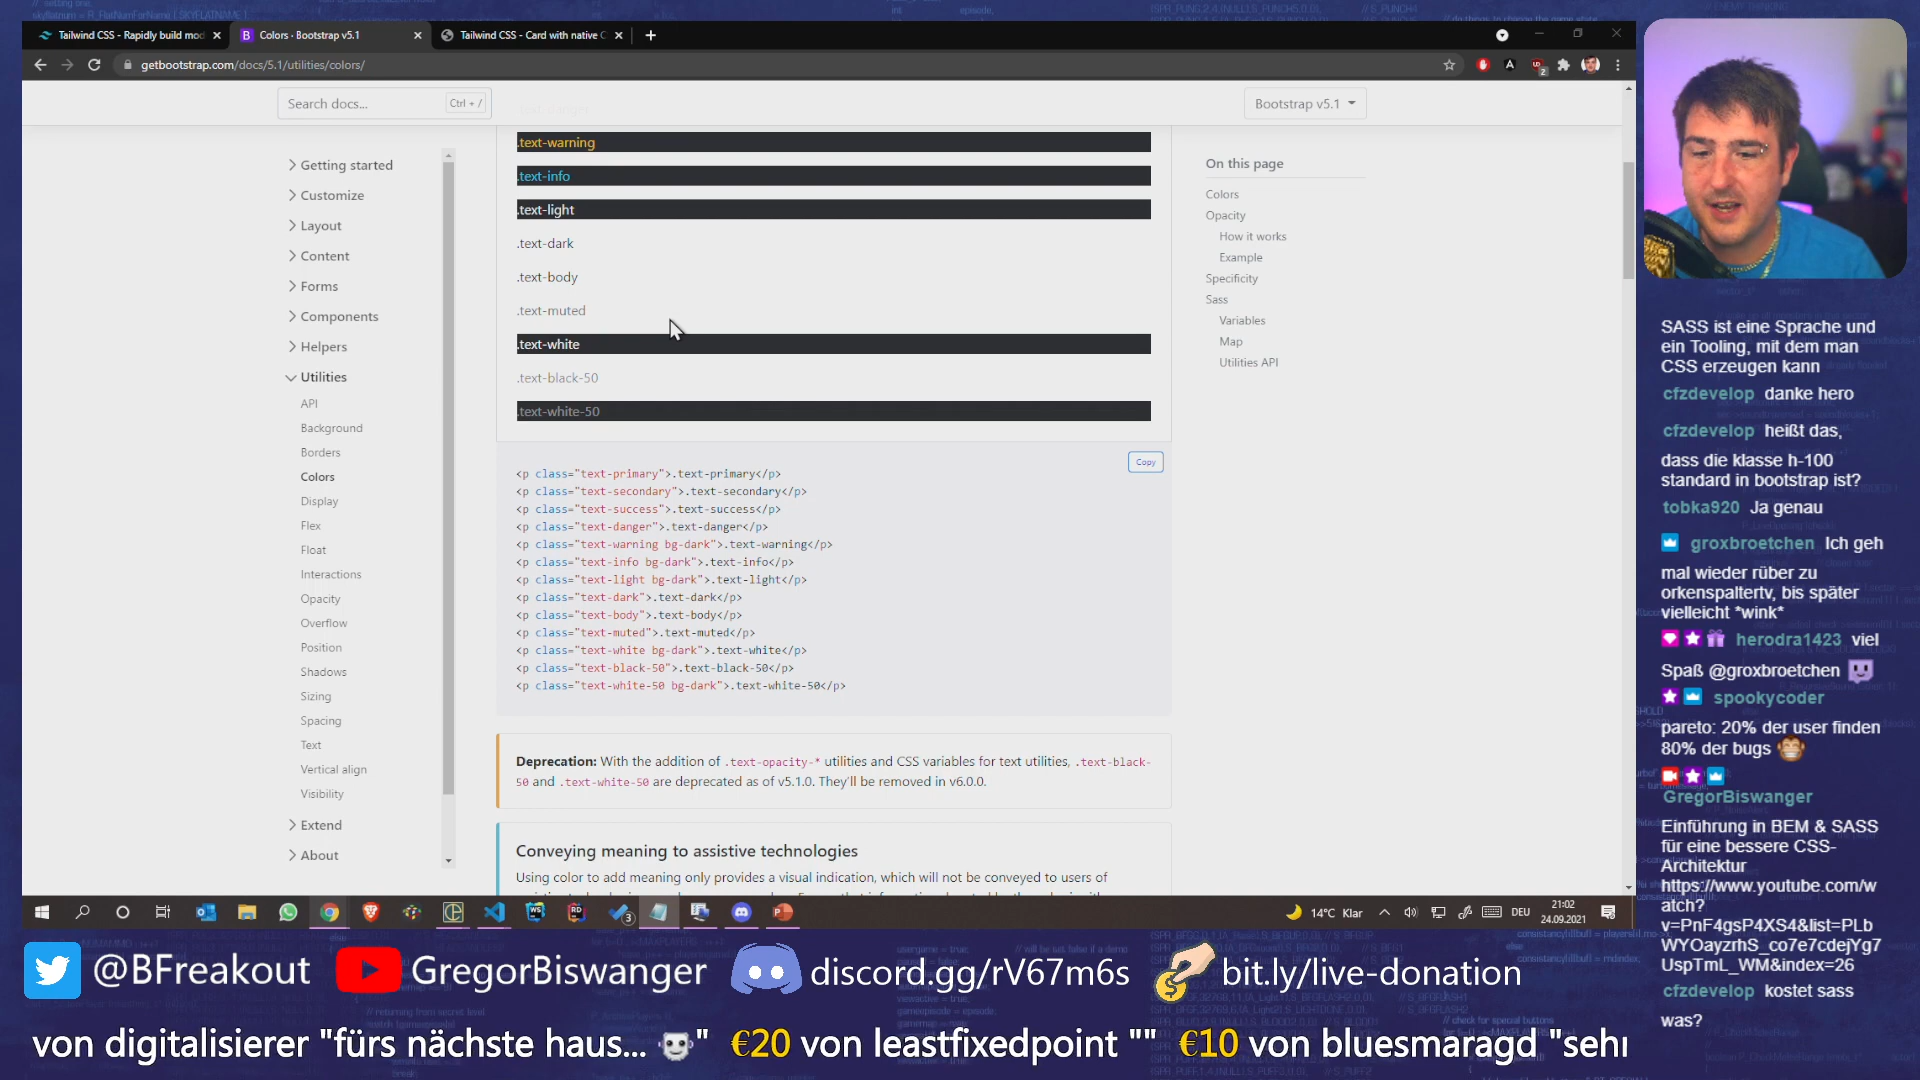 Tailwind CSS - Rapidly build mod
Colors · Bootstrap v5.1
Tailwind CSS - Card with native C
getbootstrap.com/docs/5.1/utilities/colors/
2
Search docs...
Ctrl + /
Bootstrap v5.1
Getting started
Customize
Layout
Content
Forms
Components
Helpers
Utilities
API
Background
Borders
Colors
Display
Flex
Float
Interactions
Opacity
Overflow
Position
Shadows
Sizing
Spacing
Text
Vertical align
Visibility
Extend
About
.text-warning
.text-info
.text-light
.text-dark
.text-body
.text-muted
.text-white
.text-black-50
.text-white-50
Copy
<p class="text-primary">.text-primary</p>
<p class="text-secondary">.text-secondary</p>
<p class="text-success">.text-success</p>
<p class="text-danger">.text-danger</p>
<p class="text-warning bg-dark">.text-warning</p>
<p class="text-info bg-dark">.text-info</p>
<p class="text-light bg-dark">.text-light</p>
<p class="text-dark">.text-dark</p>
<p class="text-body">.text-body</p>
<p class="text-muted">.text-muted</p>
<p class="text-white bg-dark">.text-white</p>
<p class="text-black-50">.text-black-50</p>
<p class="text-white-50 bg-dark">.text-white-50</p>
Deprecation: With the addition of .text-opacity-* utilities and CSS variables for text utilities, .text-black-
50 and .text-white-50 are deprecated as of v5.1.0. They'll be removed in v6.0.0.
Conveying meaning to assistive technologies
Using color to add meaning only provides a visual indication, which will not be conveyed to users of
On this page
Colors
Opacity
How it works
Example
Specificity
Sass
Variables
Map
Utilities API
3
14°C Klar
DEU
21:02
24.09.2021
SASS ist eine Sprache und
ein Tooling, mit dem man
CSS erzeugen kann
cfzdevelop danke hero
cfzdevelop heißt das,
dass die klasse h-100
standard in bootstrap ist?
tobka920 Ja genau
groxbroetchen Ich geh
mal wieder rüber zu
orkenspaltertv, bis später
vielleicht *wink*
herodra1423 viel
Spaß @groxbroetchen
spookycoder
pareto: 20% der user finden
80% der bugs
GregorBiswanger
Einführung in BEM & SASS
für eine bessere CSS-
Architektur
https://www.youtube.com/w
atch?
v=PnF4gsP4XS4&list=PLb
WYOayzrhS_co7e7cdejYg7
UspTmL_WM&index=26
cfzdevelop kostet sass
was?
@BFreakout
GregorBiswanger
discord.gg/rV67m6s
bit.ly/live-donation
von digitalisierer "fürs nächste haus... " €20 von leastfixedpoint "" €10 von bluesmaragd "sehr